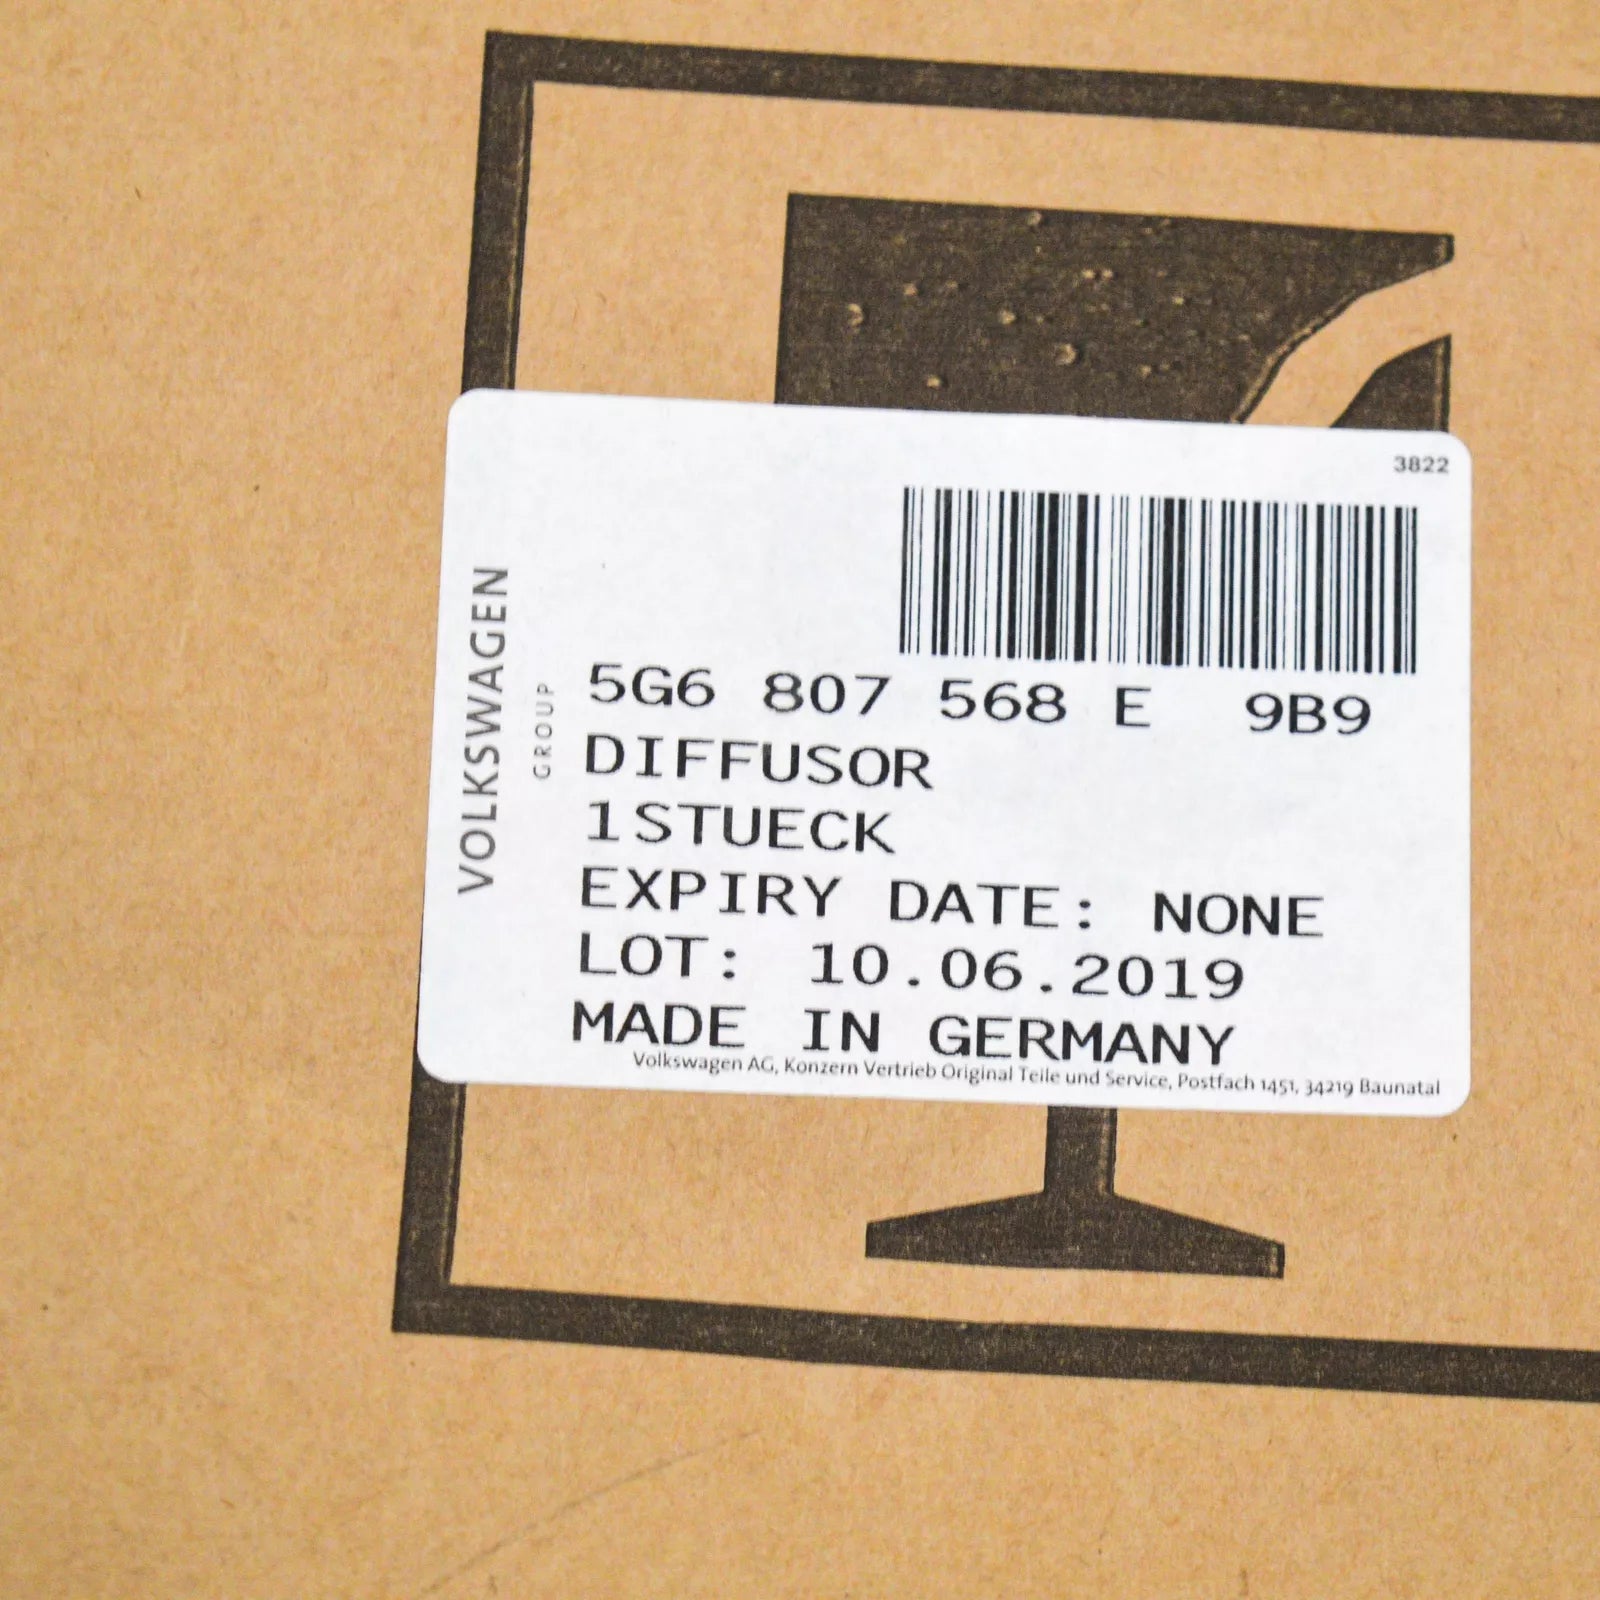 3822
VOLKSWAGEN
GROUP
5G6 807 568 E 9B9
DIFFUSOR
1STUECK
EXPIRY DATE: NONE
LOT: 10.06.2019
MADE IN GERMANY
Volkswagen AG, Konzern Vertrieb Original Teile und Service, Postfach 1451, 34219 Baunatal